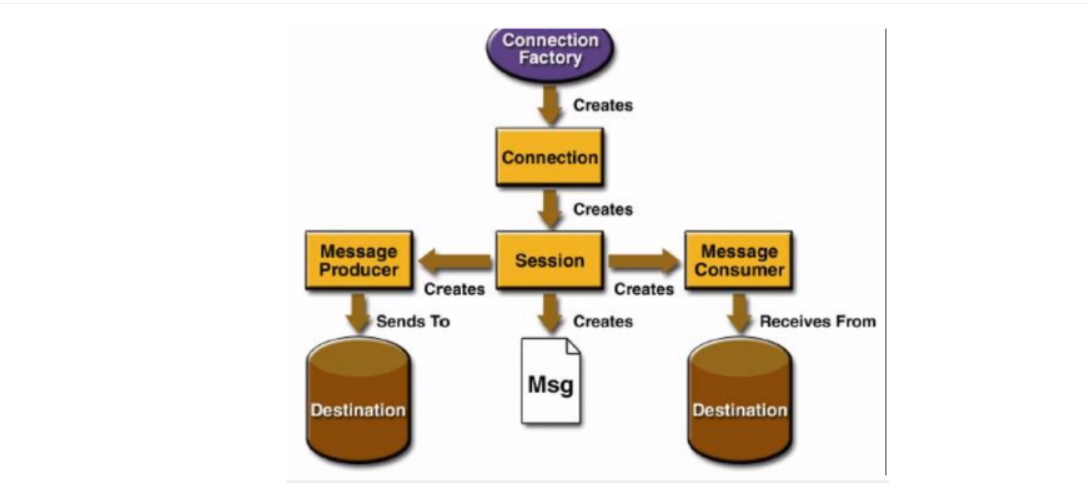 Connection
Factory
Creates
Connection
Creates
Message
Producer
Creates
Session
Creates
Message
Consumer
Sends To
Creates
Receives From
Destination
Msg
Destination